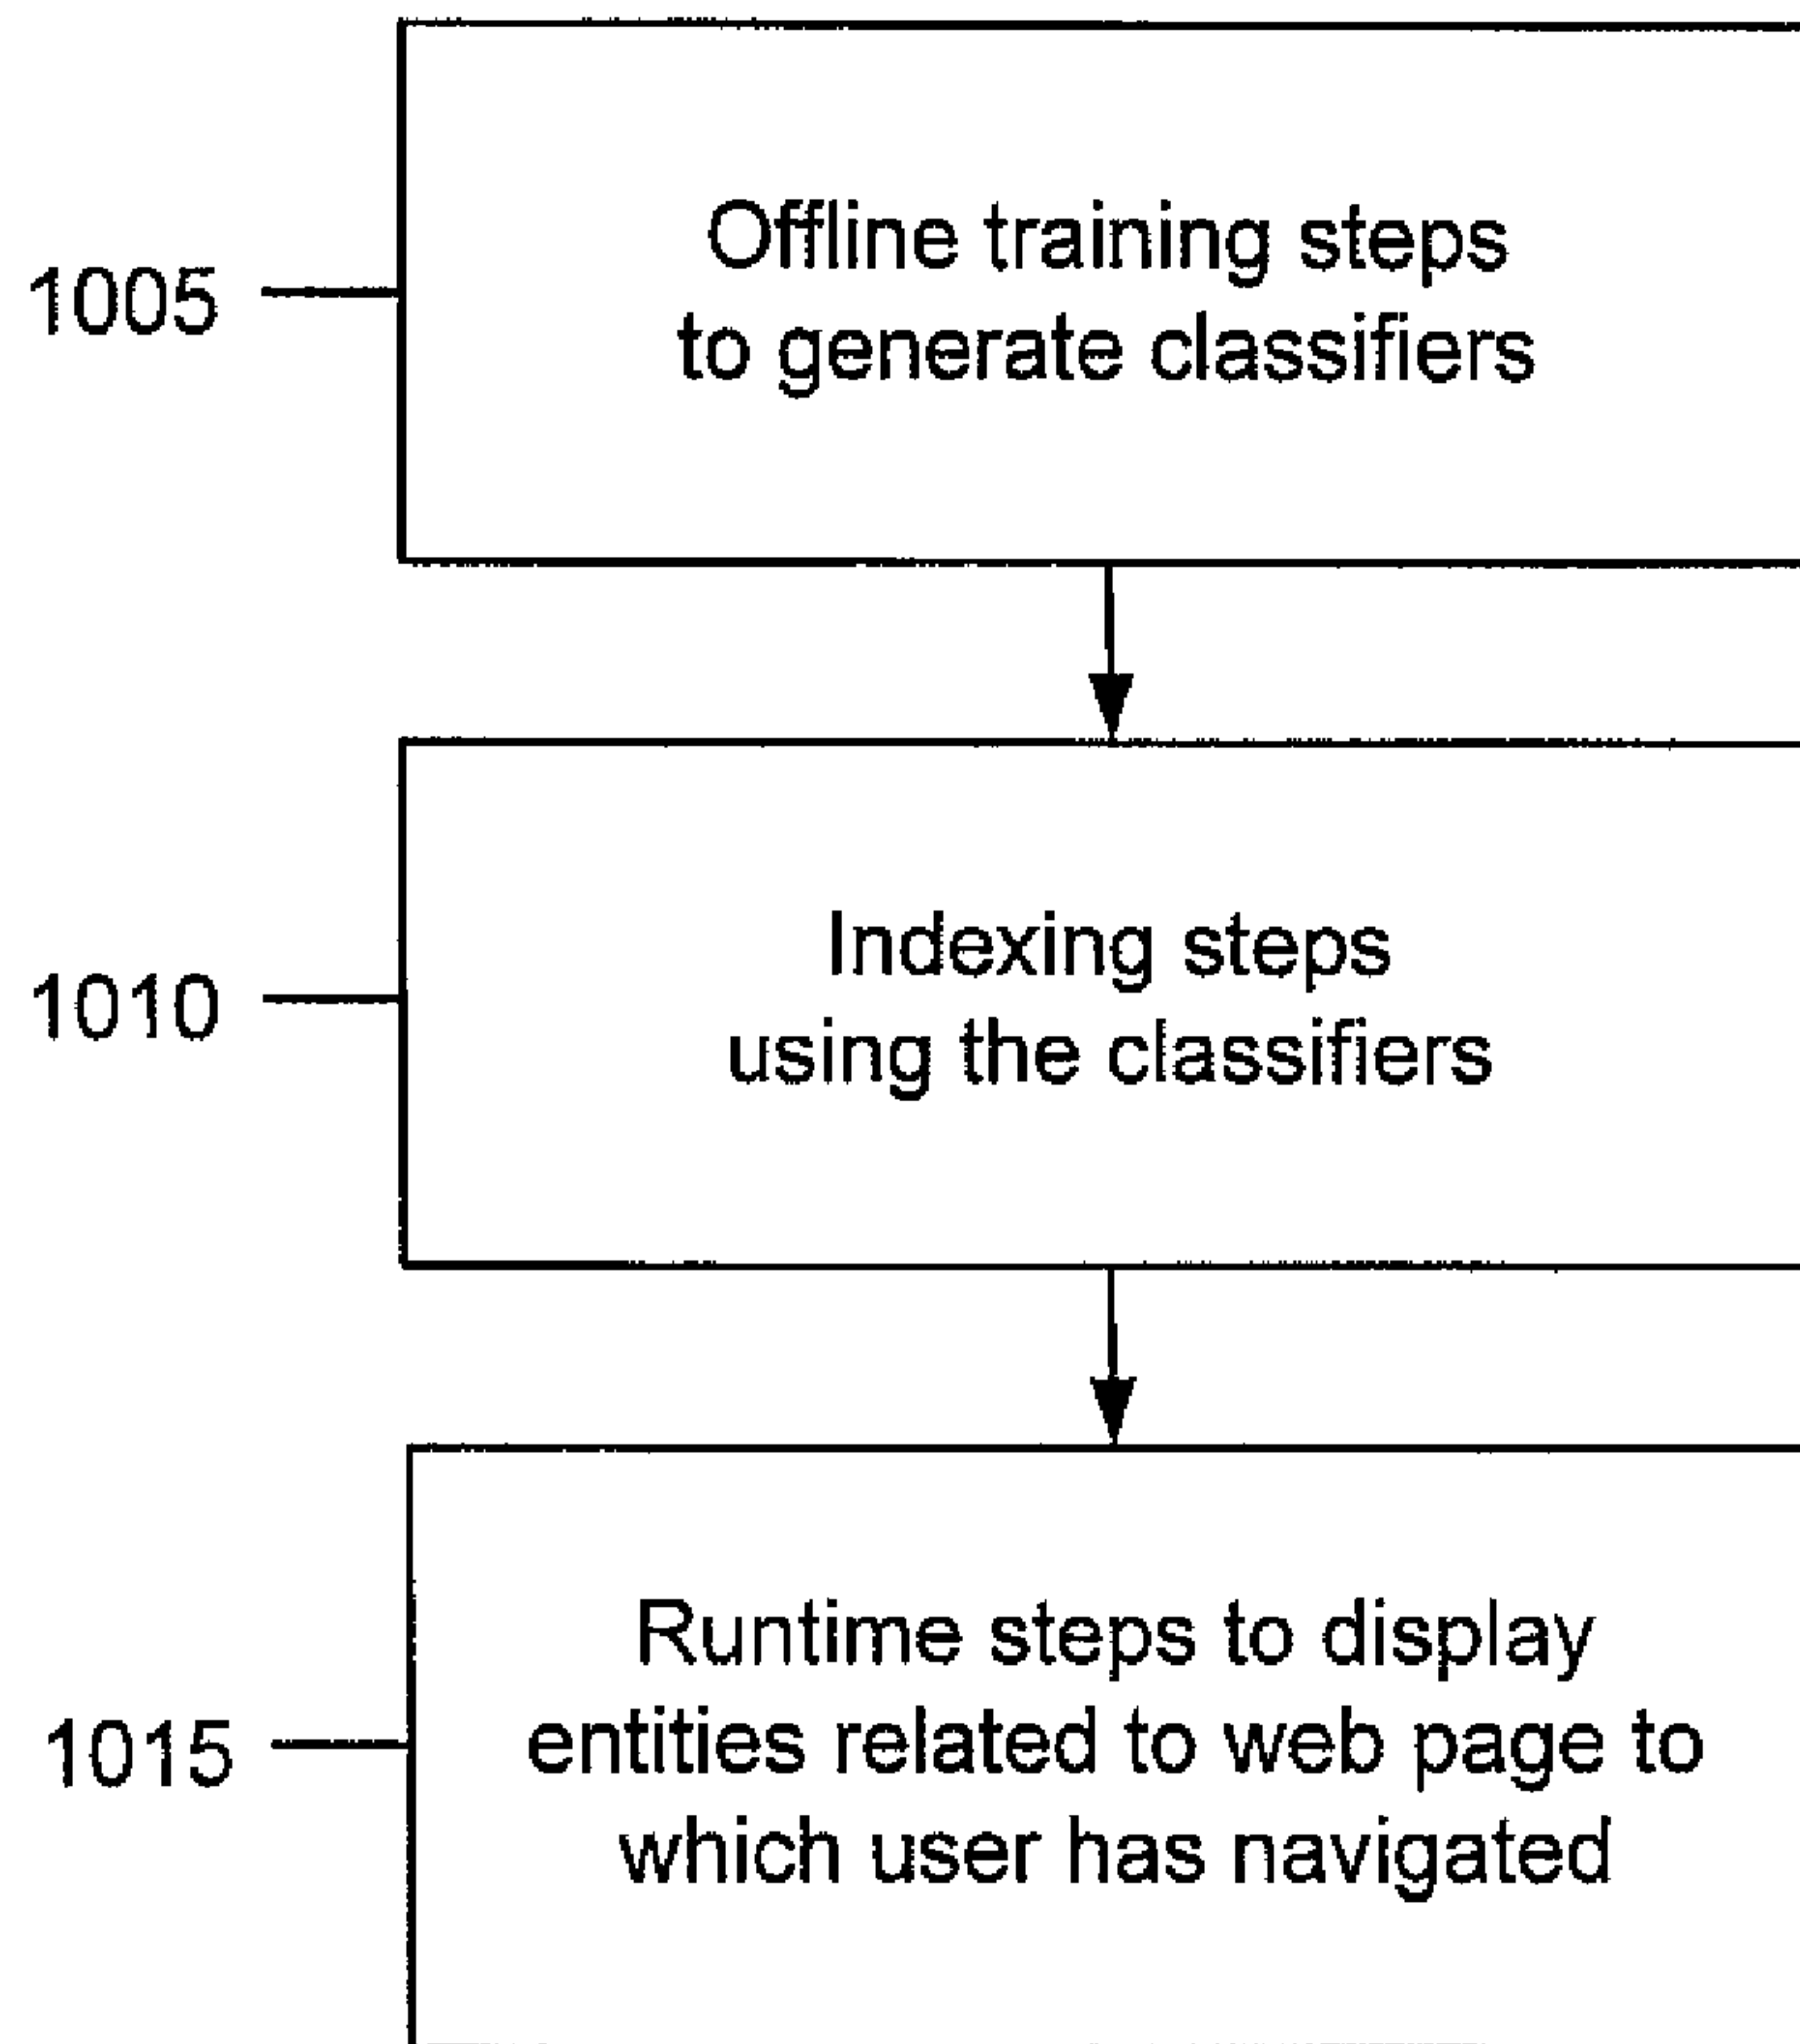 Offline training steps
to generate classifiers
1005
Indexing steps
using the classifiers
1010
Runtime steps to display
entities related to web page to
which user has navigated
1015